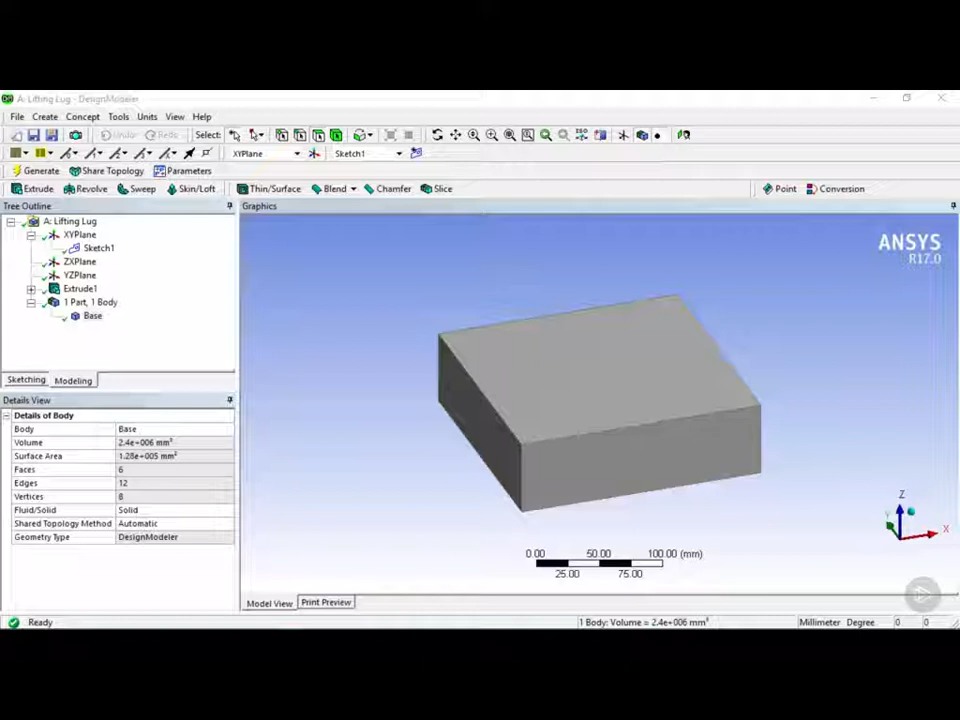 A: Lifting Lug - DesignModeler
File Create Concept Tools Units View Help
Undo Redo Select:
XYPlane Sketch1
Generate Share Topology Parameters
Extrude Revolve Sweep Skin/Loft Thin/Surface Blend Chamfer Slice Point Conversion
Tree Outline
A: Lifting Lug
XYPlane
Sketch1
ZXPlane
YZPlane
Extrude1
1 Part, 1 Body
Base
Sketching Modeling
Details View
Details of Body
Body Base
Volume 2.4e+006 mm³
Surface Area 1.28e+005 mm²
Faces 6
Edges 12
Vertices 8
Fluid/Solid Solid
Shared Topology Method Automatic
Geometry Type DesignModeler
Graphics
ANSYS
R17.0
Z
Y
X
0.00 50.00 100.00 (mm)
25.00 75.00
Model View Print Preview
Ready 1 Body: Volume = 2.4e+006 mm³ Millimeter Degree 0 0